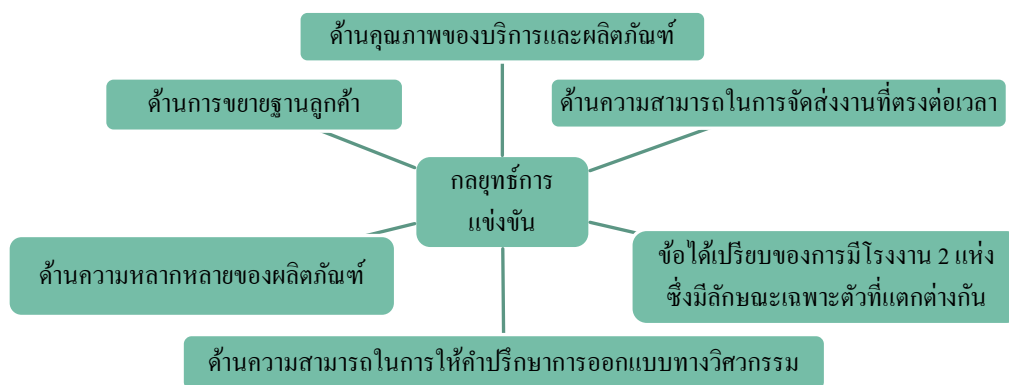 ด้านคุณภาพของบริการและผลิตภัณฑ์
ด้านการขยายฐานลูกค้า
ด้านความสามารถในการจัดส่งงานที่ตรงต่อเวลา
กลยุทธ์การ
แข่งขัน
ด้านความหลากหลายของผลิตภัณฑ์
ข้อได้เปรียบของการมีโรงงาน 2 แห่ง
ซึ่งมีลักษณะเฉพาะตัวที่แตกต่างกัน
ด้านความสามารถในการให้คำปรึกษาการออกแบบทางวิศวกรรม